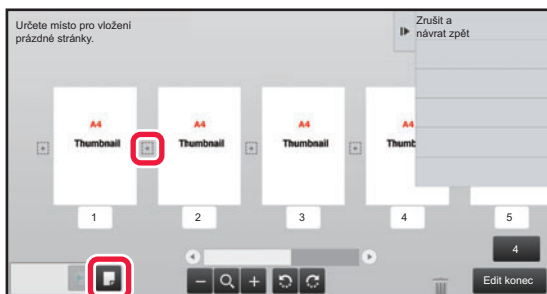 Určete místo pro vložení
prázdné stránky.
Zrušit a
návrat zpět
A4
Thumbnail
A4
Thumbnail
A4
Thumbnail
A4
Thumb
1
2
3
4
5
4
Edit konec